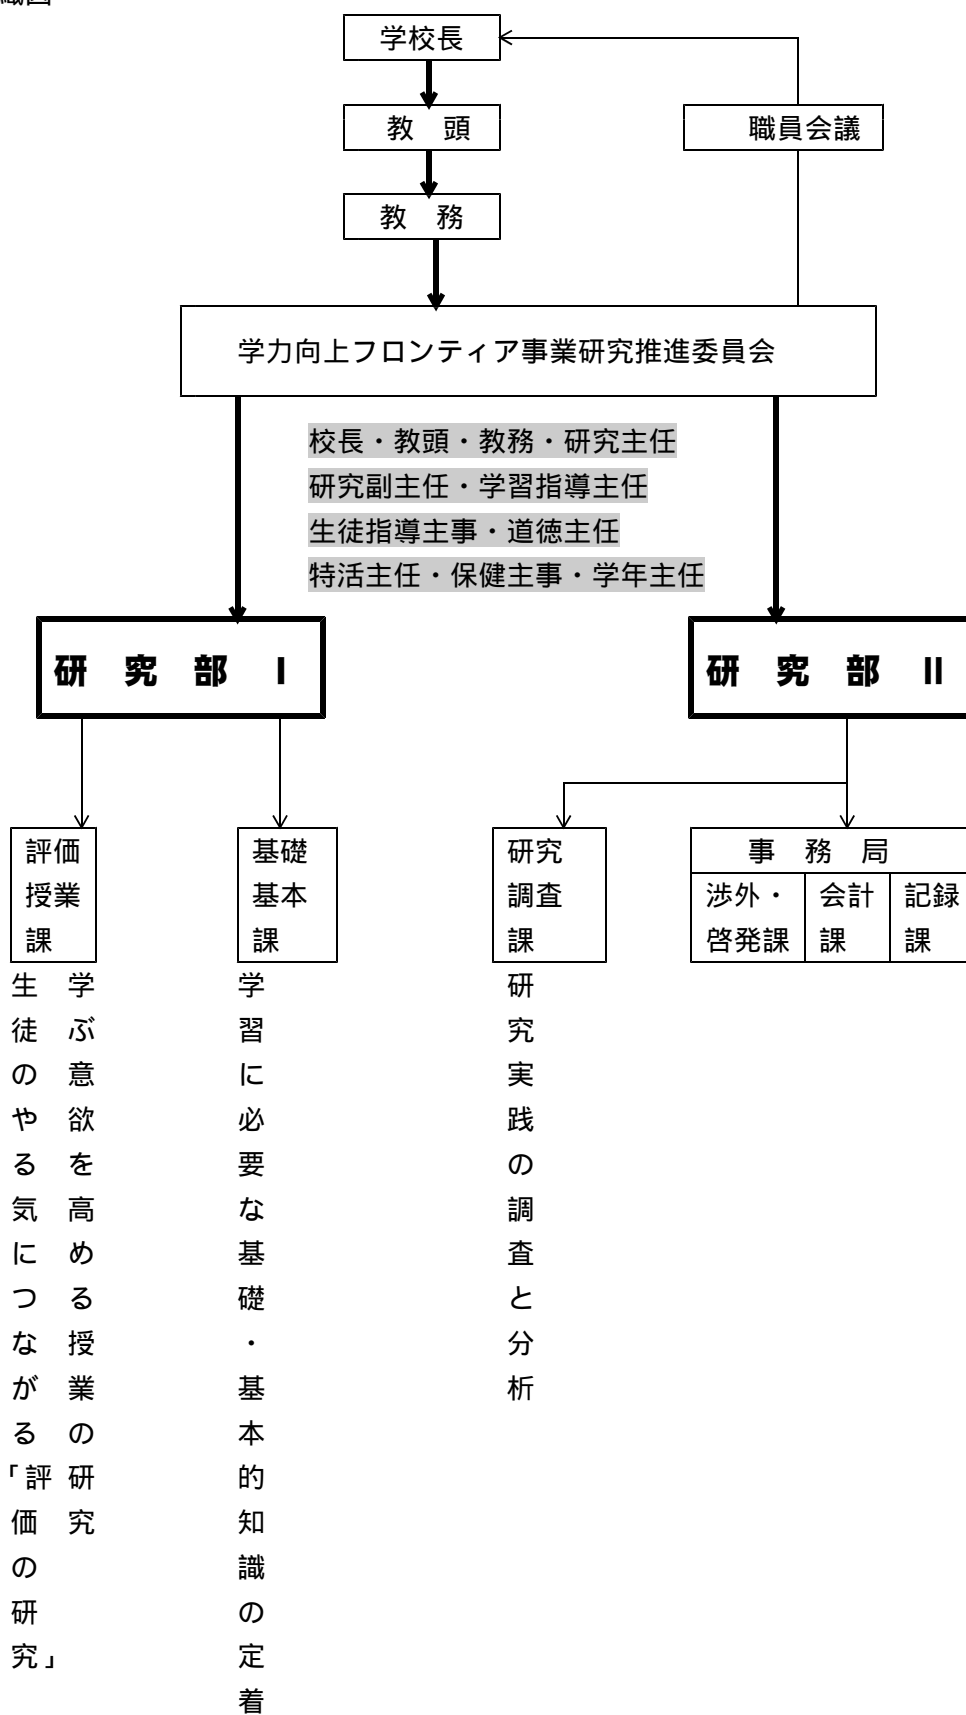 学校長
教　頭
職員会議
教　務
学力向上フロンティア事業研究推進委員会
校長・教頭・教務・研究主任
研究副主任・学習指導主任
生徒指導主事・道徳主任
特活主任・保健主事・学年主任
研　究　部　Ⅰ
研　究　部　Ⅱ
評価
授業
課
基礎
基本
課
研究
調査
課
事　務　局
渉外・
啓発課
会計
課
記録
課
学ぶ意欲を高める授業の研究
生徒のやる気につながる「評価の研究」
学習に必要な基礎・基本的知識の定着
研究実践の調査と分析